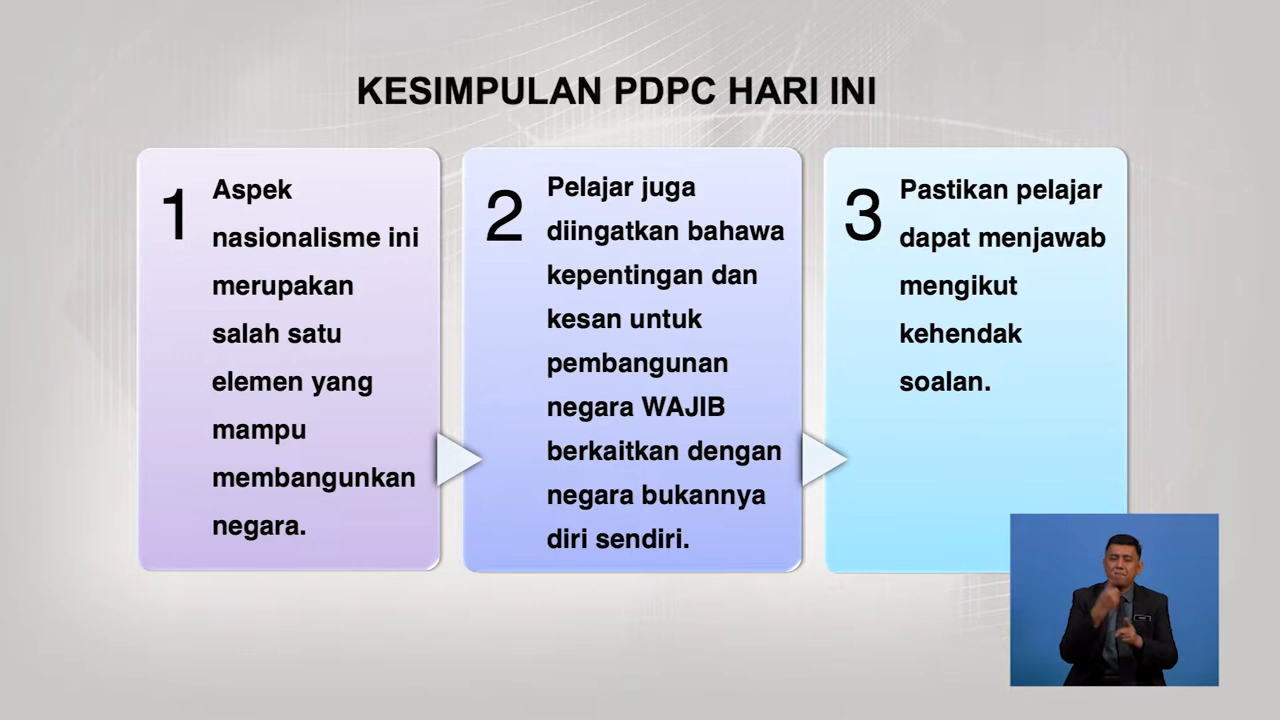 KESIMPULAN PDPC HARI INI
1
Aspek
nasionalisme ini
merupakan
salah satu
elemen yang
mampu
membangunkan
negara.
2
Pelajar juga
diingatkan bahawa
kepentingan dan
kesan untuk
pembangunan
negara WAJIB
berkaitkan dengan
negara bukannya
diri sendiri.
3
Pastikan pelajar
dapat menjawab
mengikut
kehendak
soalan.